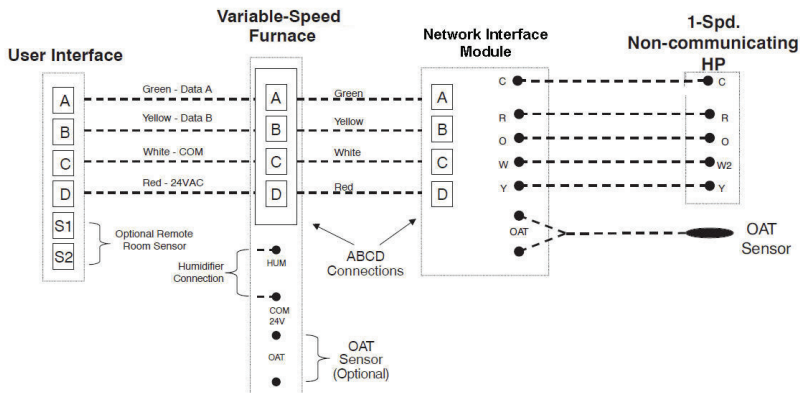 User Interface
Variable-Speed
Furnace
Network Interface
Module
1-Spd.
Non-communicating
HP
A
B
C
D
S1
S2
Green - Data A
Yellow - Data B
White - COM
Red - 24VAC
Optional Remote
Room Sensor
Humidifier
Connection
A
B
C
D
HUM
COM
24V
OAT
OAT
Sensor
(Optional)
Green
Yellow
White
Red
ABCD
Connections
A
B
C
D
C
R
O
W
Y
OAT
C
R
O
W2
Y
OAT
Sensor